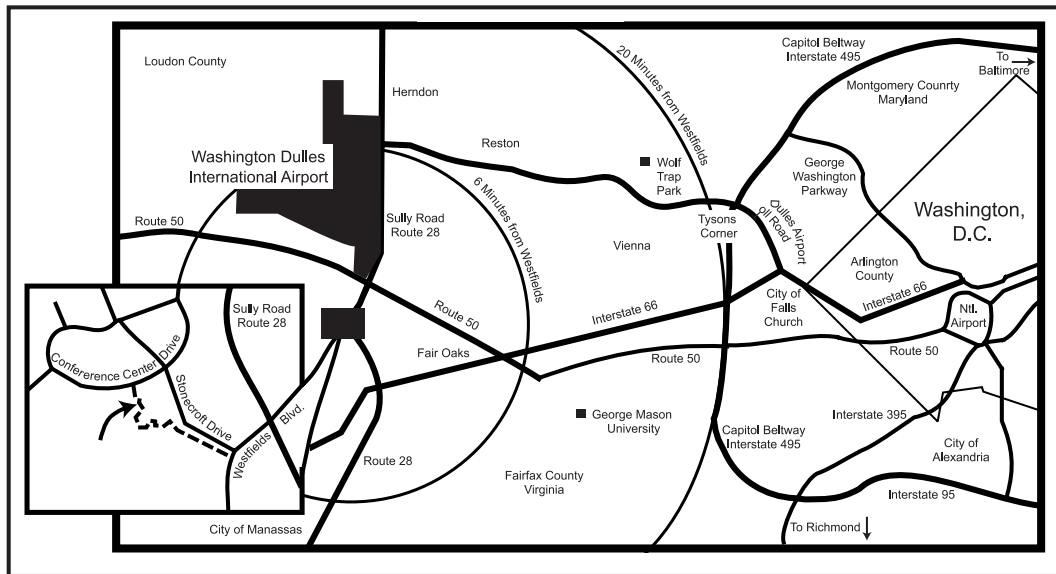 Capitol Beltway
Interstate 495
To
Baltimore
Loudon County
20 Minutes from Westfields
Herndon
Montgomery Counrty
Maryland
Reston
Washington Dulles
International Airport
Wolf
Trap
Park
George
Washington
Parkway
6 Minutes from Westfields
Route 50
Sully Road
Route 28
Tysons
Corner
Dulles Airport
oll Road
Washington,
D.C.
Vienna
Arlington
County
Sully Road
Route 28
Interstate 66
City of
Falls
Church
Interstate 66
Ntl.
Airport
Route 50
Fair Oaks
Route 50
Route 50
Confererence Center Drive
Stonecroft Drive
Westfields Blvd.
George Mason
University
Interstate 395
Capitol Beltway
Interstate 495
City of
Alexandria
Route 28
Fairfax County
Virginia
Interstate 95
City of Manassas
To Richmond